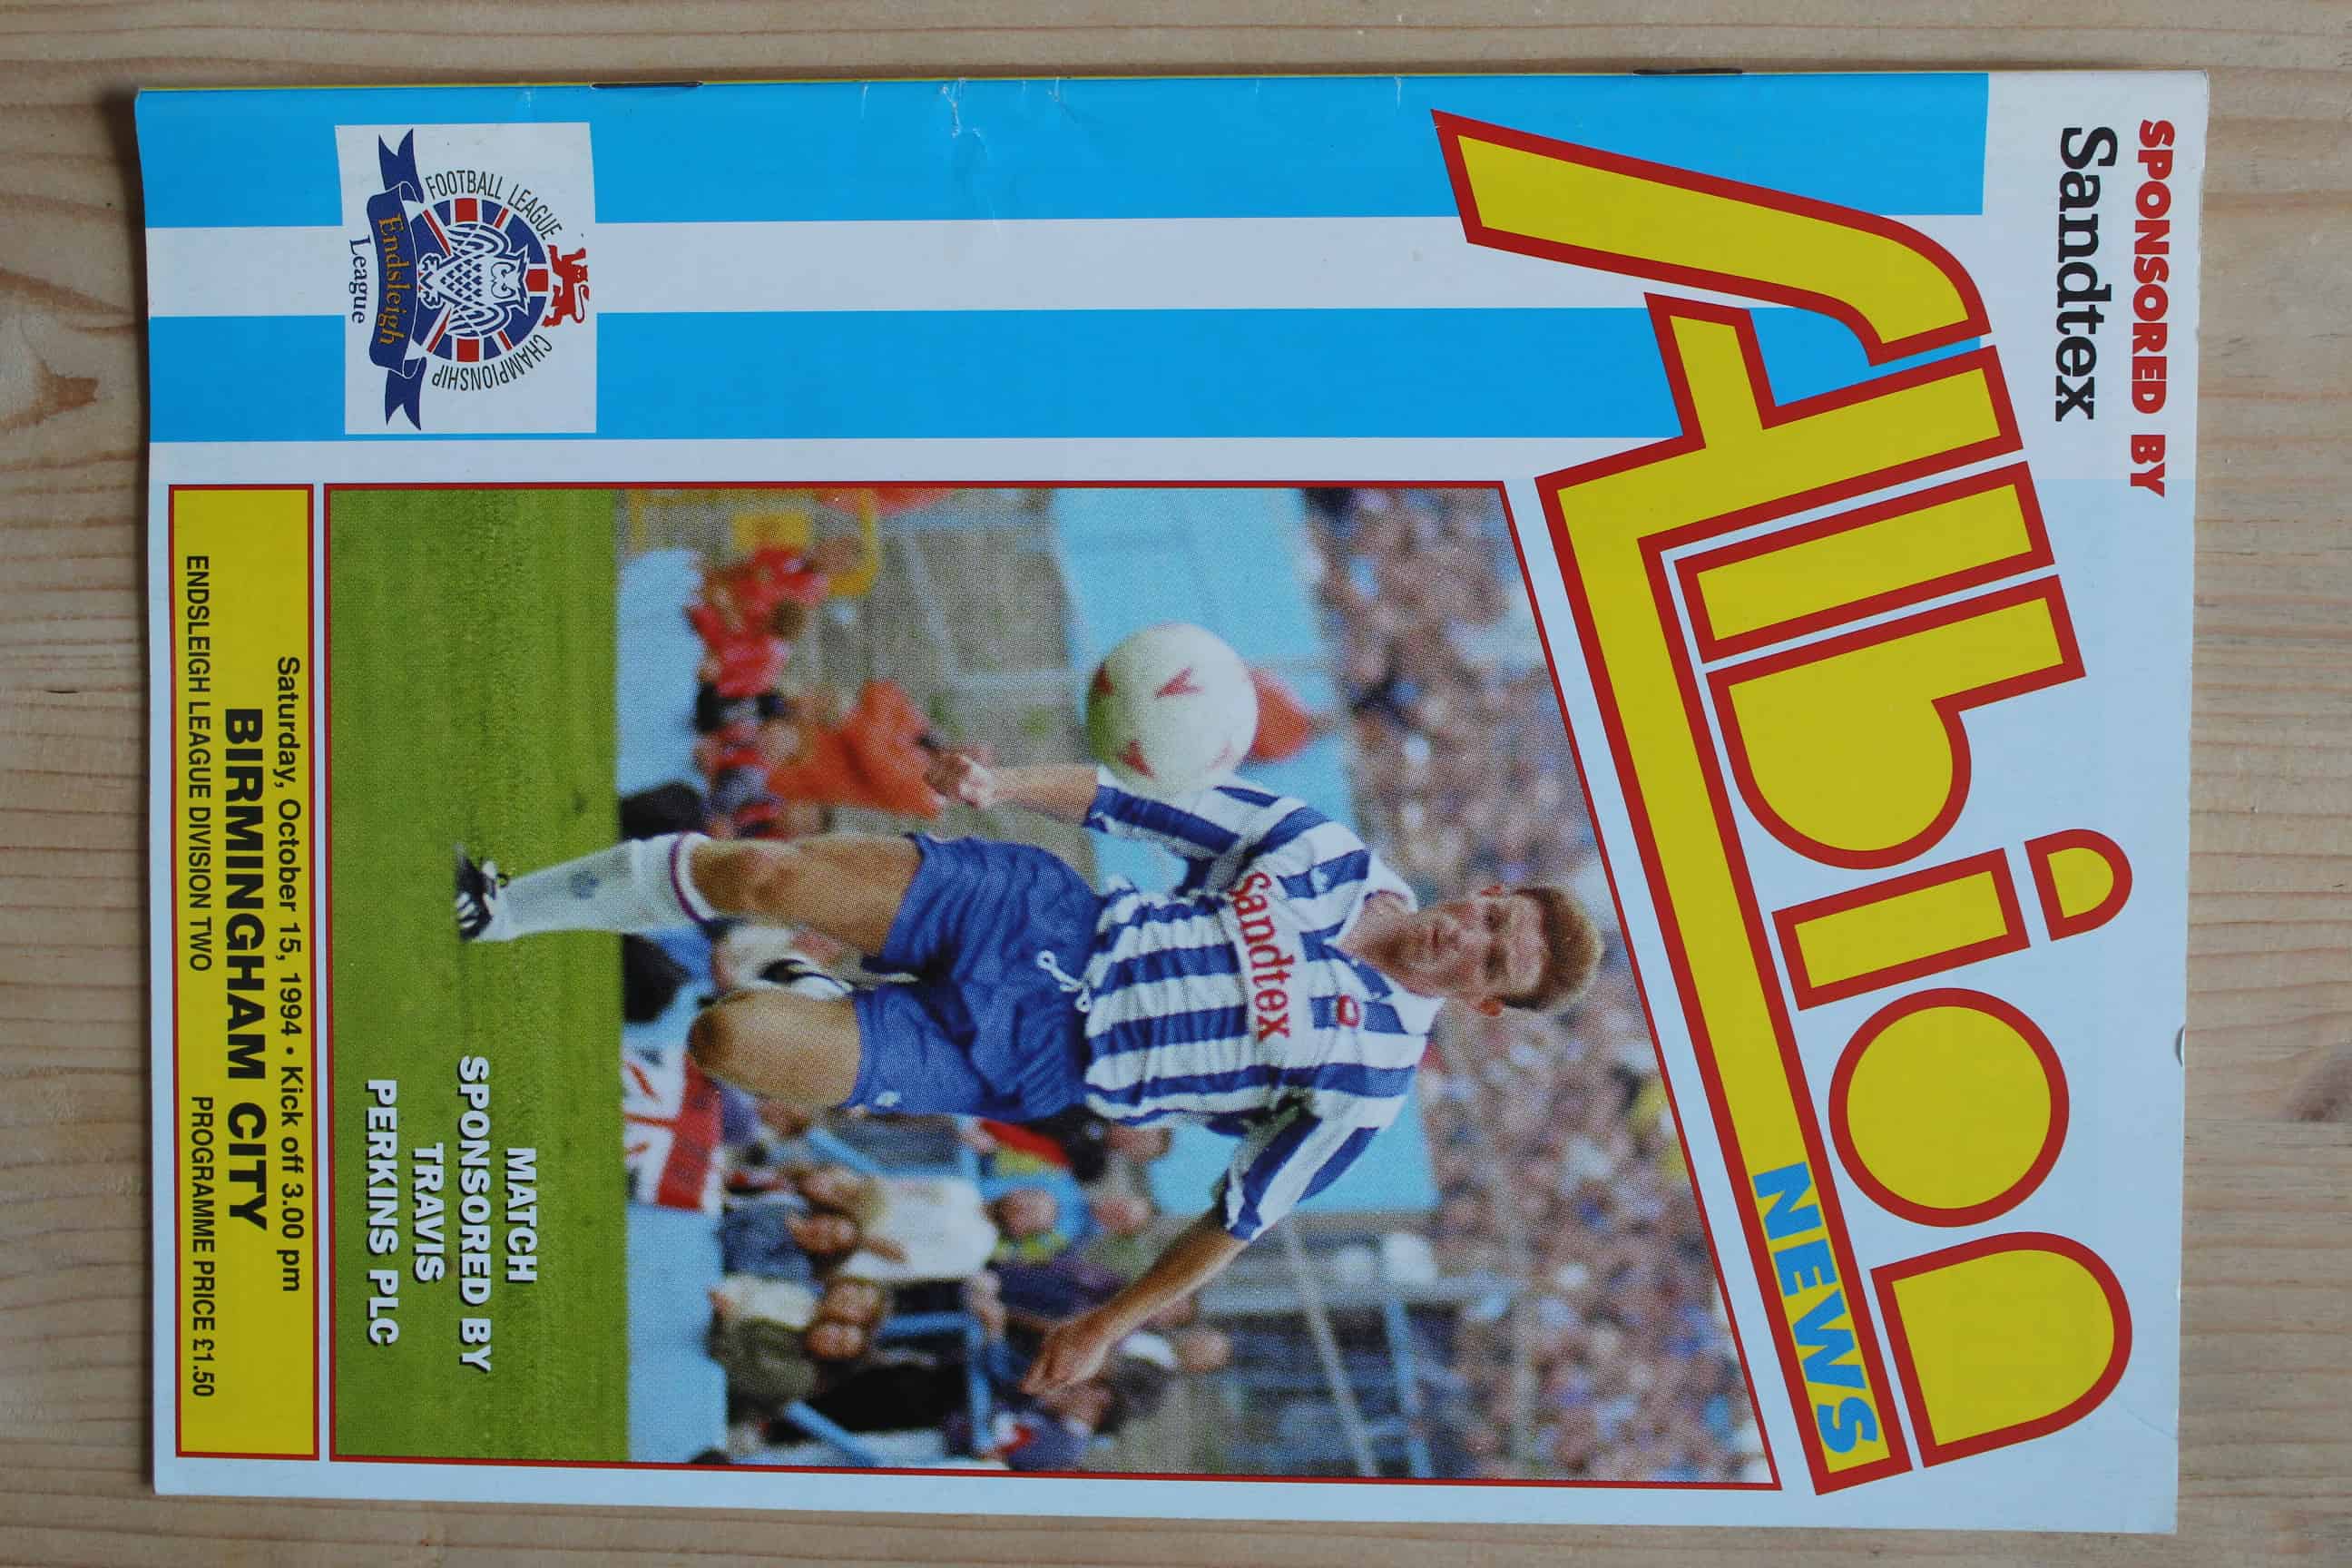 SPONSORED BY
Sandtex
Albion
NEWS
Sandtex
MATCH
SPONSORED BY
TRAVIS
PERKINS PLC
FOOTBALL LEAGUE
CHAMPIONSHIP
Endsleigh
League
Saturday, October 15, 1994 • Kick off 3.00 pm
BIRMINGHAM CITY
ENDSLEIGH LEAGUE DIVISION TWO PROGRAMME PRICE £1.50